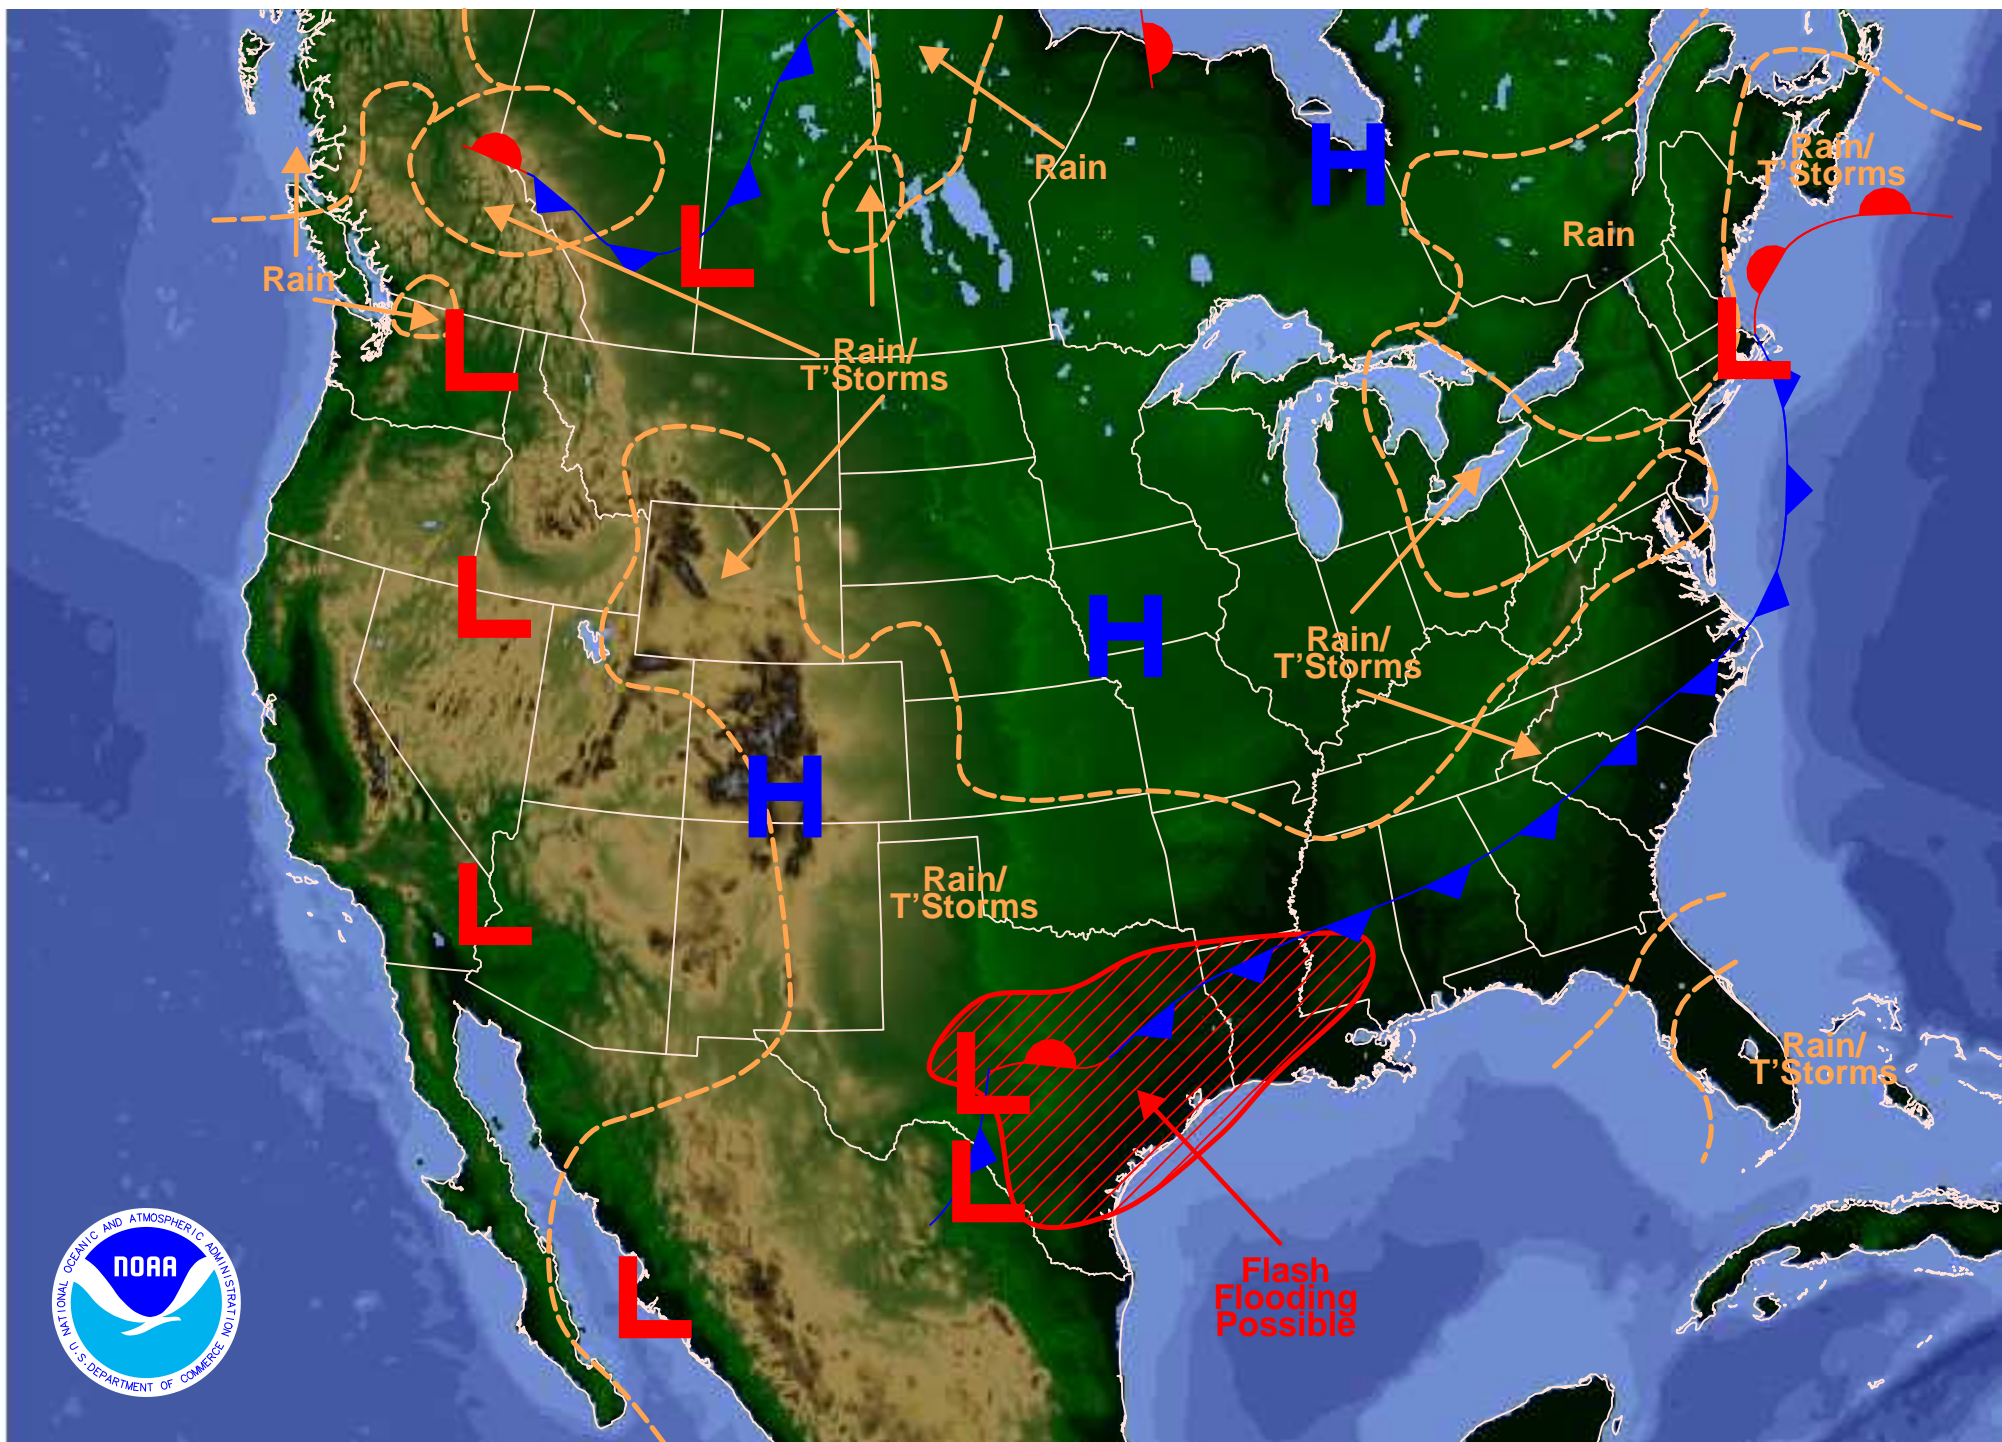 Rain
Rain/
T'Storms
Rain
Rain
Rain/
T'Storms
Rain/
T'Storms
Rain/
T'Storms
Rain/
T'Storms
Flash
Flooding
Possible
H
H
H
L
L
L
L
L
L
L
L
NATIONAL OCEANIC AND ATMOSPHERIC ADMINISTRATION
NOAA
U.S. DEPARTMENT OF COMMERCE